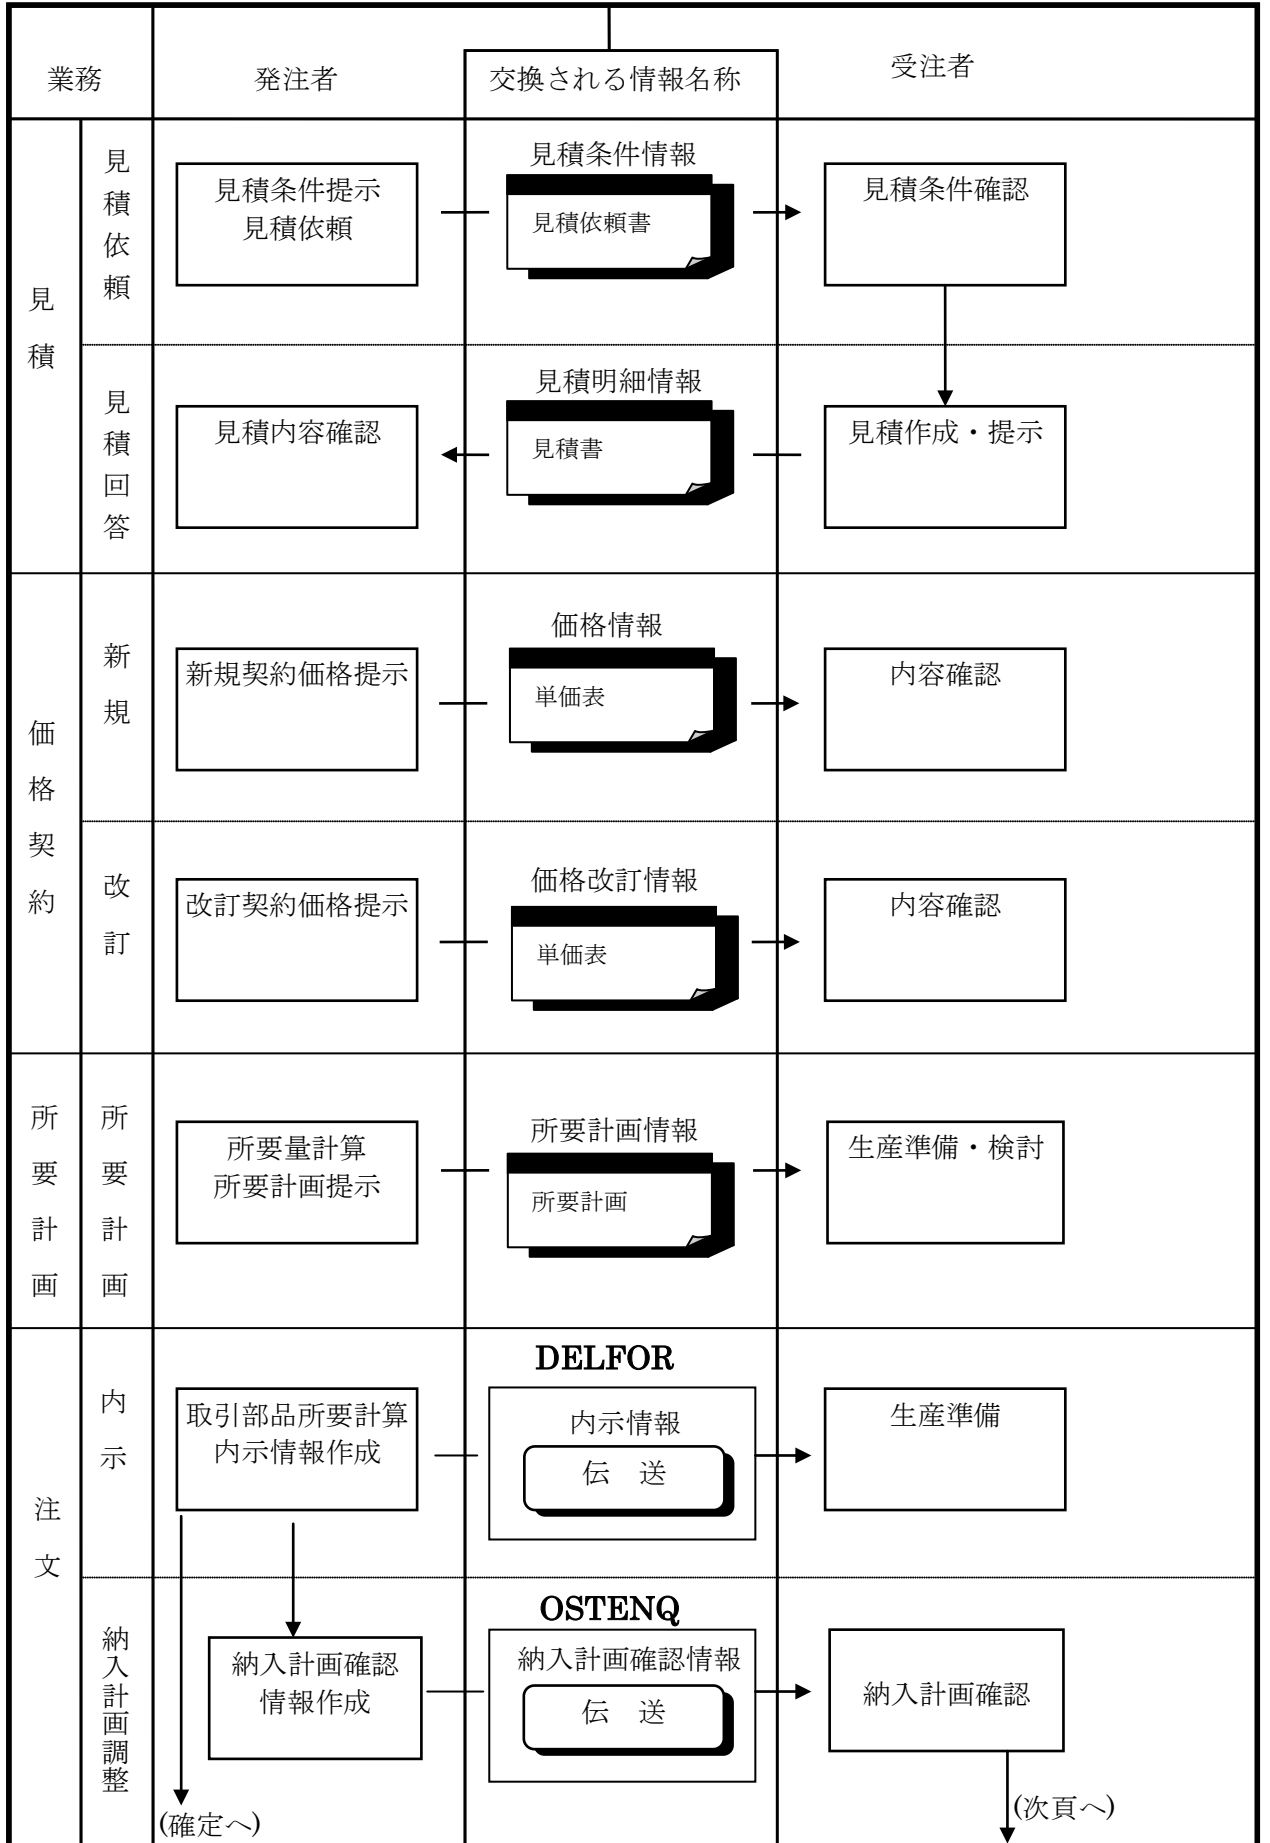 業務
発注者
交換される情報名称
受注者
見積
見積依頼
見積条件提示
見積依頼
見積条件情報
見積依頼書
見積条件確認
見積回答
見積内容確認
見積明細情報
見積書
見積作成・提示
価格契約
新規
新規契約価格提示
価格情報
単価表
内容確認
改訂
改訂契約価格提示
価格改訂情報
単価表
内容確認
所要計画
所要計画
所要量計算
所要計画提示
所要計画情報
所要計画
生産準備・検討
注文
内示
取引部品所要計算
内示情報作成
DELFOR
内示情報
伝　送
生産準備
納入計画調整
納入計画確認
情報作成
OSTENQ
納入計画確認情報
伝　送
納入計画確認
(確定へ)
(次頁へ)